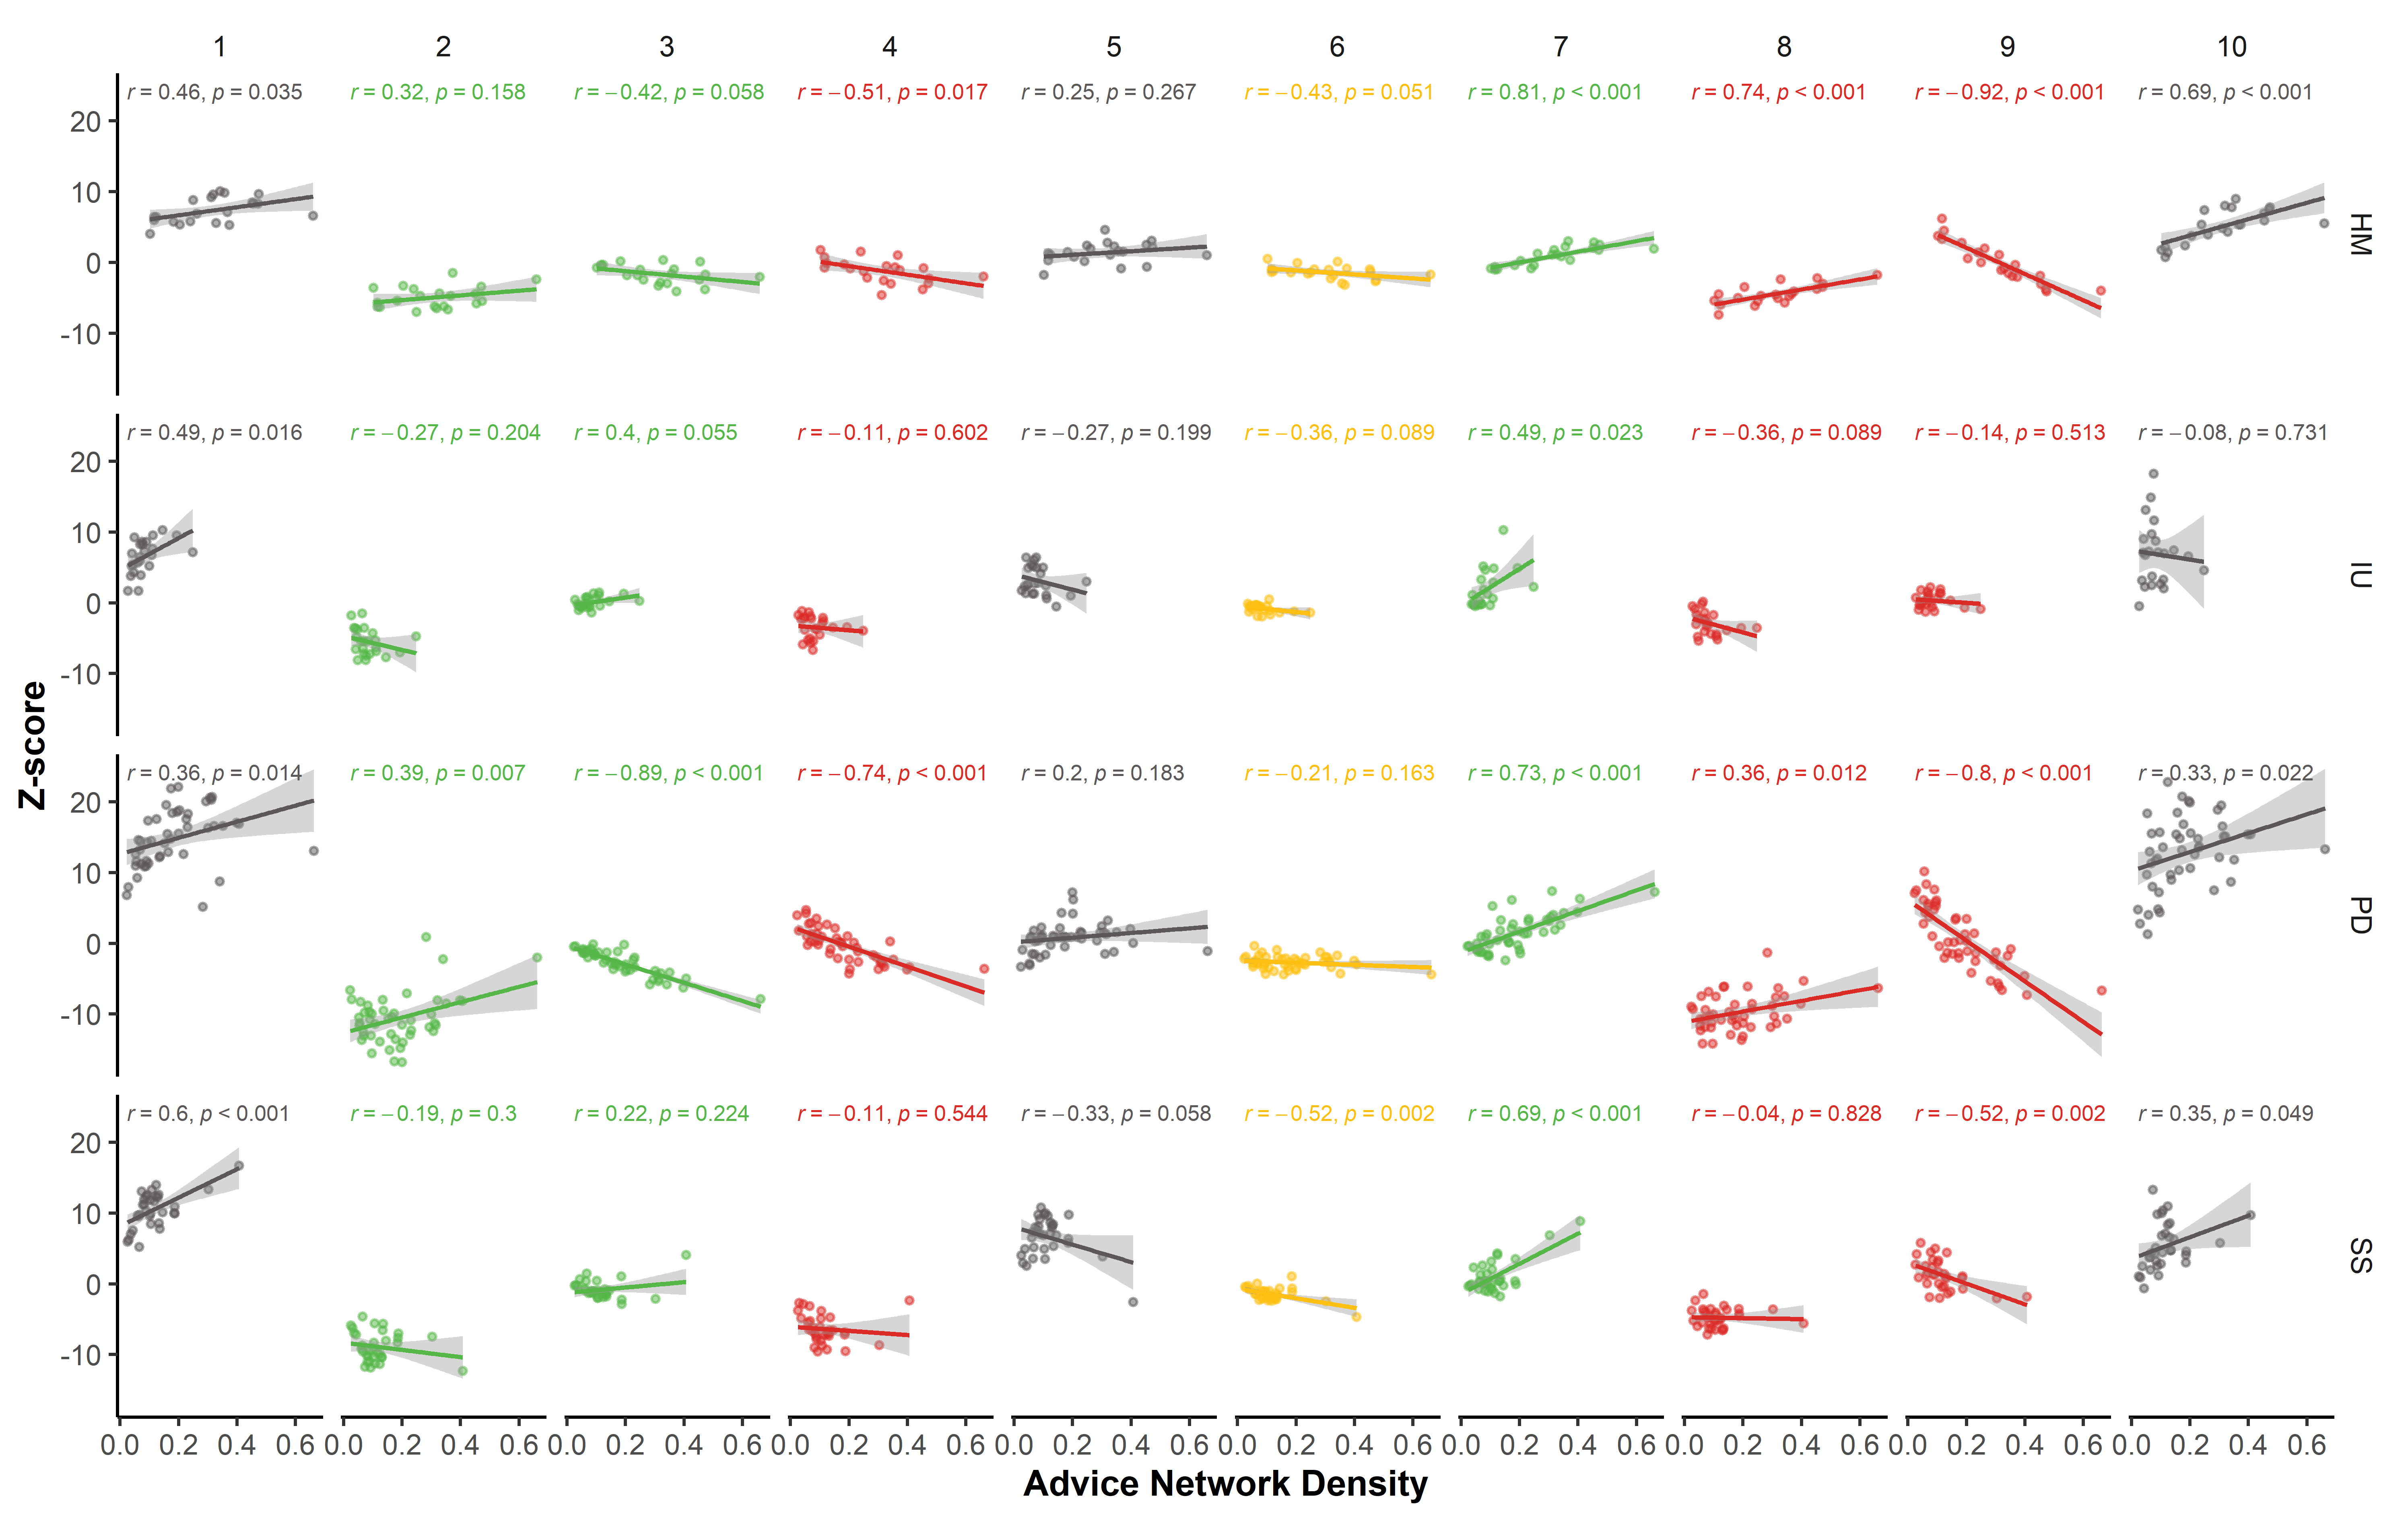 1 2 3 4 5 6 7 8 9 10
r = 0.46, p = 0.035 r = 0.32, p = 0.158 r = −0.42, p = 0.058 r = −0.51, p = 0.017 r = 0.25, p = 0.267 r = −0.43, p = 0.051 r = 0.81, p < 0.001 r = 0.74, p < 0.001 r = −0.92, p < 0.001 r = 0.69, p < 0.001
20
10
0
-10
HM
r = 0.49, p = 0.016 r = −0.27, p = 0.204 r = 0.4, p = 0.055 r = −0.11, p = 0.602 r = −0.27, p = 0.199 r = −0.36, p = 0.089 r = 0.49, p = 0.023 r = −0.36, p = 0.089 r = −0.14, p = 0.513 r = −0.08, p = 0.731
20
10
0
-10
IU
Z-score
r = 0.36, p = 0.014 r = 0.39, p = 0.007 r = −0.89, p < 0.001 r = −0.74, p < 0.001 r = 0.2, p = 0.183 r = −0.21, p = 0.163 r = 0.73, p < 0.001 r = 0.36, p = 0.012 r = −0.8, p < 0.001 r = 0.33, p = 0.022
20
10
0
-10
PD
r = 0.6, p < 0.001 r = −0.19, p = 0.3 r = 0.22, p = 0.224 r = −0.11, p = 0.544 r = −0.33, p = 0.058 r = −0.52, p = 0.002 r = 0.69, p < 0.001 r = −0.04, p = 0.828 r = −0.52, p = 0.002 r = 0.35, p = 0.049
20
10
0
-10
SS
0.0 0.2 0.4 0.6 0.0 0.2 0.4 0.6 0.0 0.2 0.4 0.6 0.0 0.2 0.4 0.6 0.0 0.2 0.4 0.6 0.0 0.2 0.4 0.6 0.0 0.2 0.4 0.6 0.0 0.2 0.4 0.6 0.0 0.2 0.4 0.6 0.0 0.2 0.4 0.6
Advice Network Density